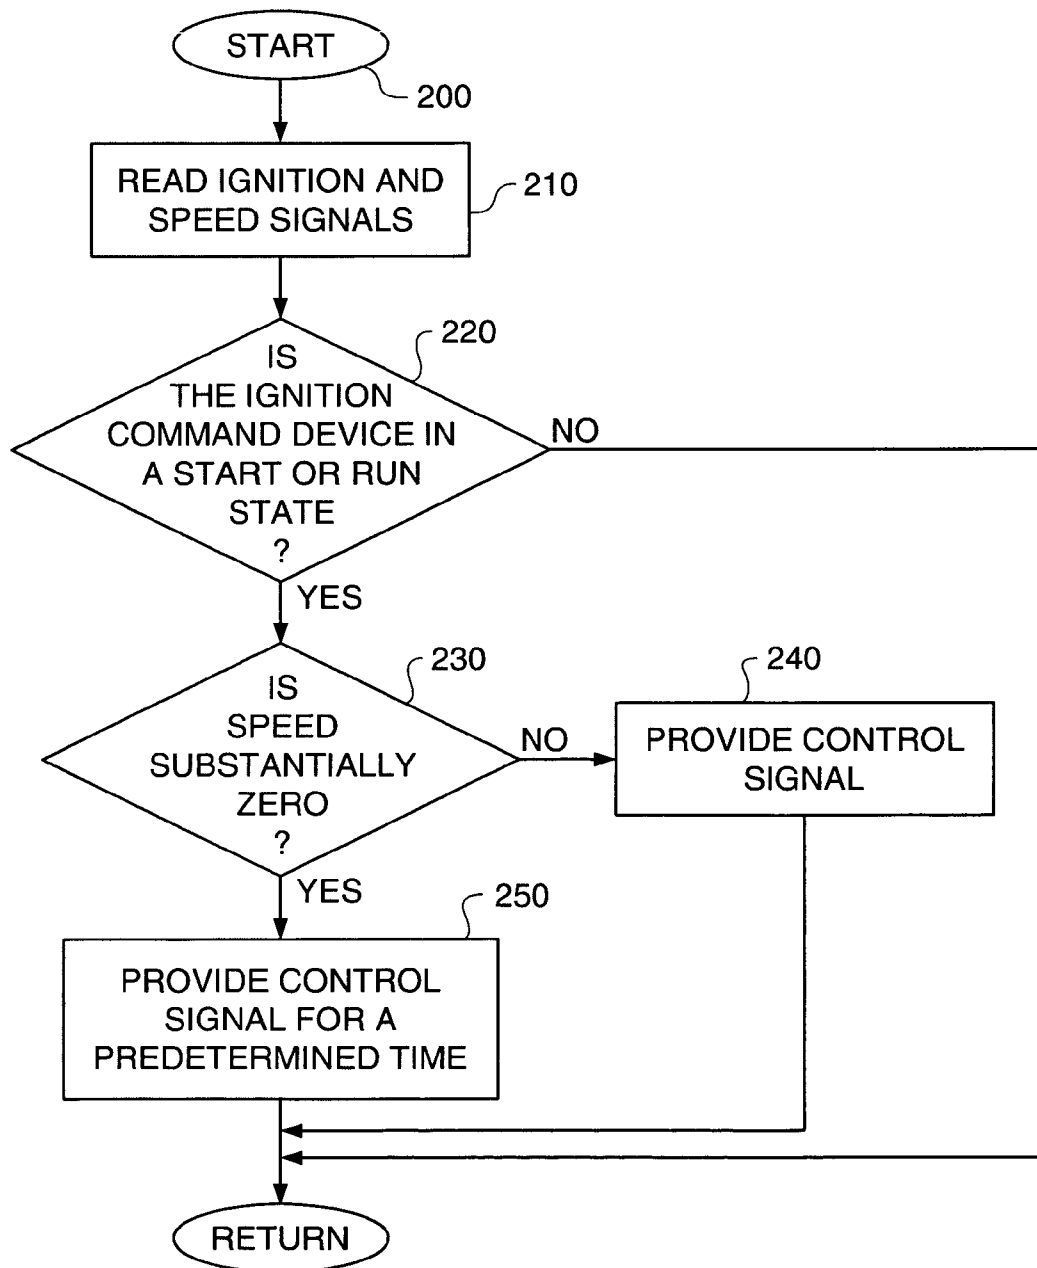 START
200
READ IGNITION AND
SPEED SIGNALS
210
220
IS
THE IGNITION
COMMAND DEVICE IN
A START OR RUN
STATE
?
NO
YES
230
IS
SPEED
SUBSTANTIALLY
ZERO
?
NO
240
PROVIDE CONTROL
SIGNAL
YES
250
PROVIDE CONTROL
SIGNAL FOR A
PREDETERMINED TIME
RETURN